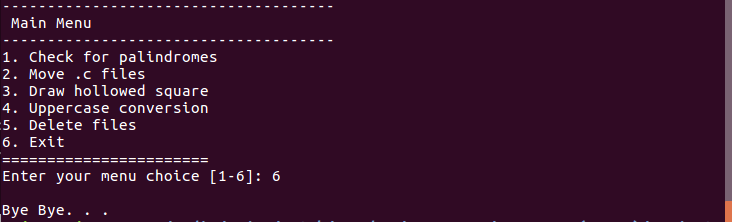 -------------------------------------
Main Menu
-------------------------------------
1. Check for palindromes
2. Move .c files
3. Draw hollowed square
4. Uppercase conversion
5. Delete files
6. Exit
=======================
Enter your menu choice [1-6]: 6
Bye Bye. . .